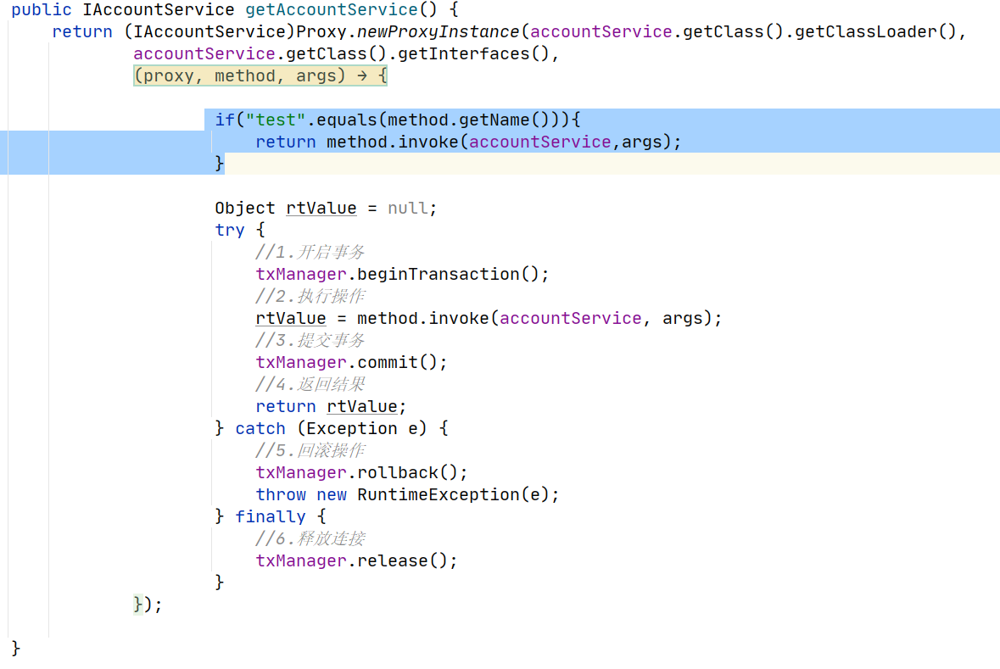 public IAccountService getAccountService() {
return (IAccountService)Proxy.newProxyInstance(accountService.getClass().getClassLoader(),
accountService.getClass().getInterfaces(),
(proxy, method, args) → {
if("test".equals(method.getName())){
return method.invoke(accountService,args);
}
Object rtValue = null;
try {
//1.开启事务
txManager.beginTransaction();
//2.执行操作
rtValue = method.invoke(accountService, args);
//3.提交事务
txManager.commit();
//4.返回结果
return rtValue;
} catch (Exception e) {
//5.回滚操作
txManager.rollback();
throw new RuntimeException(e);
} finally {
//6.释放连接
txManager.release();
}
});
}